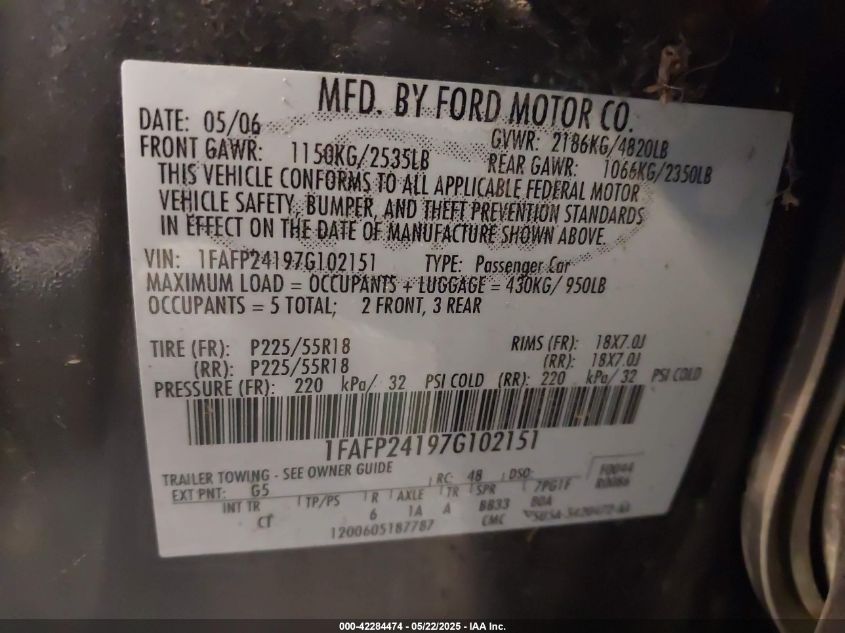 MFD. BY FORD MOTOR CO.
DATE: 05/06 GVWR: 2186KG/4820LB
FRONT GAWR: 1150KG/2535LB REAR GAWR: 1066KG/2350LB
THIS VEHICLE CONFORMS TO ALL APPLICABLE FEDERAL MOTOR
VEHICLE SAFETY, BUMPER, AND THEFT PREVENTION STANDARDS
IN EFFECT ON THE DATE OF MANUFACTURE SHOWN ABOVE.
VIN: 1FAFP24197G102151 TYPE: Passenger Car
MAXIMUM LOAD = OCCUPANTS + LUGGAGE = 430KG/ 950LB
OCCUPANTS = 5 TOTAL; 2 FRONT, 3 REAR
TIRE (FR): P225/55R18 RIMS (FR): 18X7.0J
(RR): P225/55R18 (RR): 18X7.0J
PRESSURE (FR): 220 kPa/ 32 PSI COLD (RR): 220 kPa/ 32 PSI COLD
1FAFP24197G102151
TRAILER TOWING - SEE OWNER GUIDE RC: 48 DSO: F0044
EXT PNT: G5 R0086
INT TR TP/PS R AXLE TR SPR 7PG1F
CT 6 1A A BB33 BOA
1200605187787 CMC
000-42284474 - 05/22/2025 - IAA Inc.